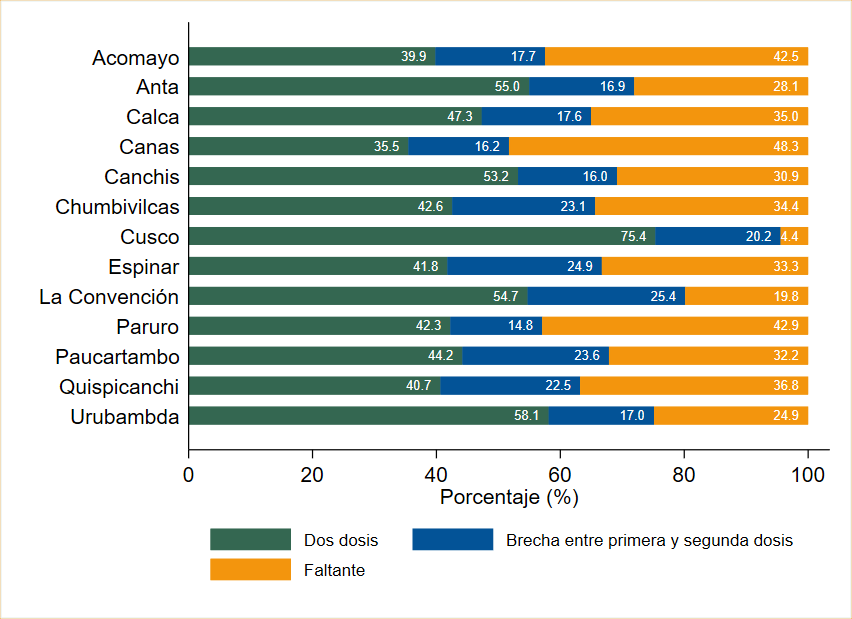 Acomayo 39.9 17.7 42.5
Anta 55.0 16.9 28.1
Calca 47.3 17.6 35.0
Canas 35.5 16.2 48.3
Canchis 53.2 16.0 30.9
Chumbivilcas 42.6 23.1 34.4
Cusco 75.4 20.2 4.4
Espinar 41.8 24.9 33.3
La Convención 54.7 25.4 19.8
Paruro 42.3 14.8 42.9
Paucartambo 44.2 23.6 32.2
Quispicanchi 40.7 22.5 36.8
Urubambda 58.1 17.0 24.9
0 20 40 60 80 100
Porcentaje (%)
Dos dosis Brecha entre primera y segunda dosis
Faltante